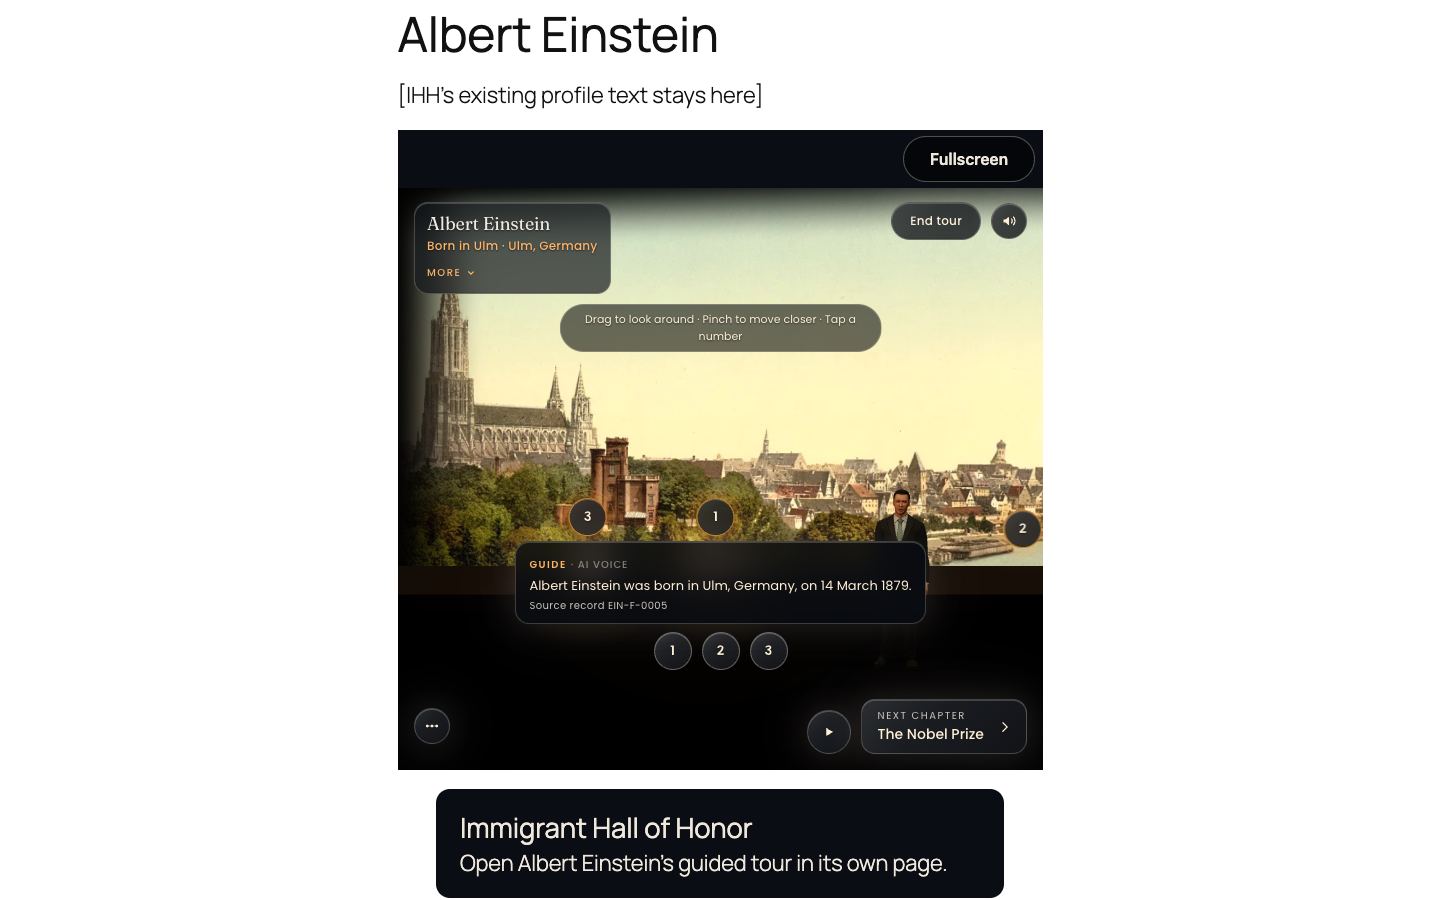 Albert Einstein
[IHH's existing profile text stays here]
Fullscreen
Albert Einstein
Born in Ulm · Ulm, Germany
MORE
End tour
Drag to look around · Pinch to move closer · Tap a
number
3
1
2
GUIDE · AI VOICE
Albert Einstein was born in Ulm, Germany, on 14 March 1879.
Source record EIN-F-0005
1
2
3
NEXT CHAPTER
The Nobel Prize
Immigrant Hall of Honor
Open Albert Einstein's guided tour in its own page.